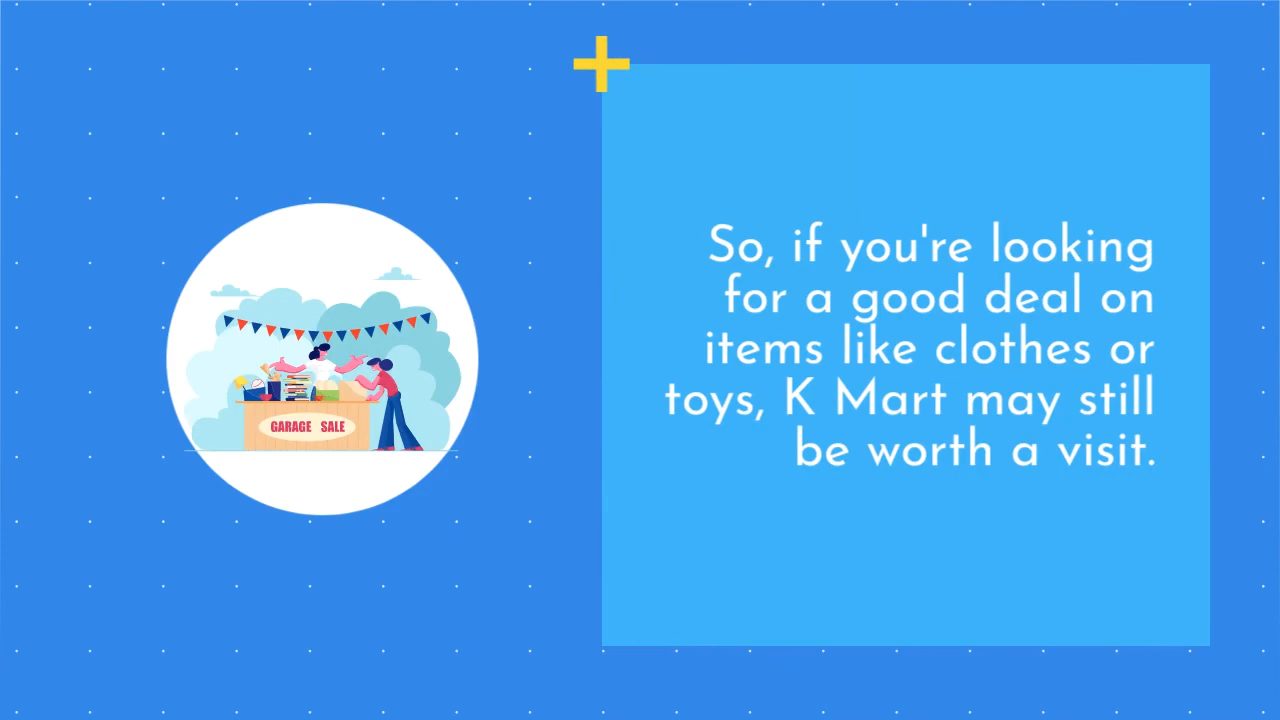 So, if you're looking
for a good deal on
items like clothes or
toys, K Mart may still
be worth a visit.
GARAGE SALE